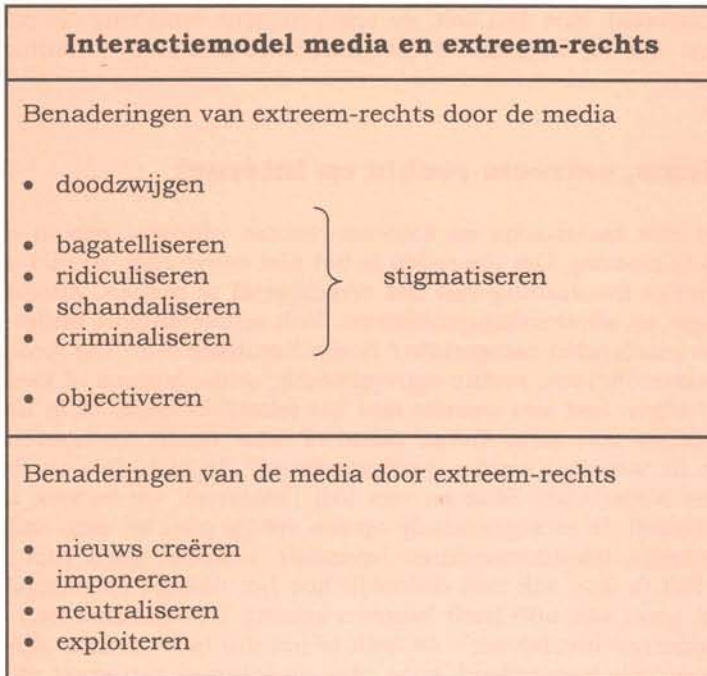 Interactiemodel media en extreem-rechts
Benaderingen van extreem-rechts door de media
• doodzwijgen
• bagatelliseren
• ridiculiseren
• schandaliseren
• criminaliseren
stigmatiseren
• objectiveren
Benaderingen van de media door extreem-rechts
• nieuws creëren
• imponeren
• neutraliseren
• exploiteren